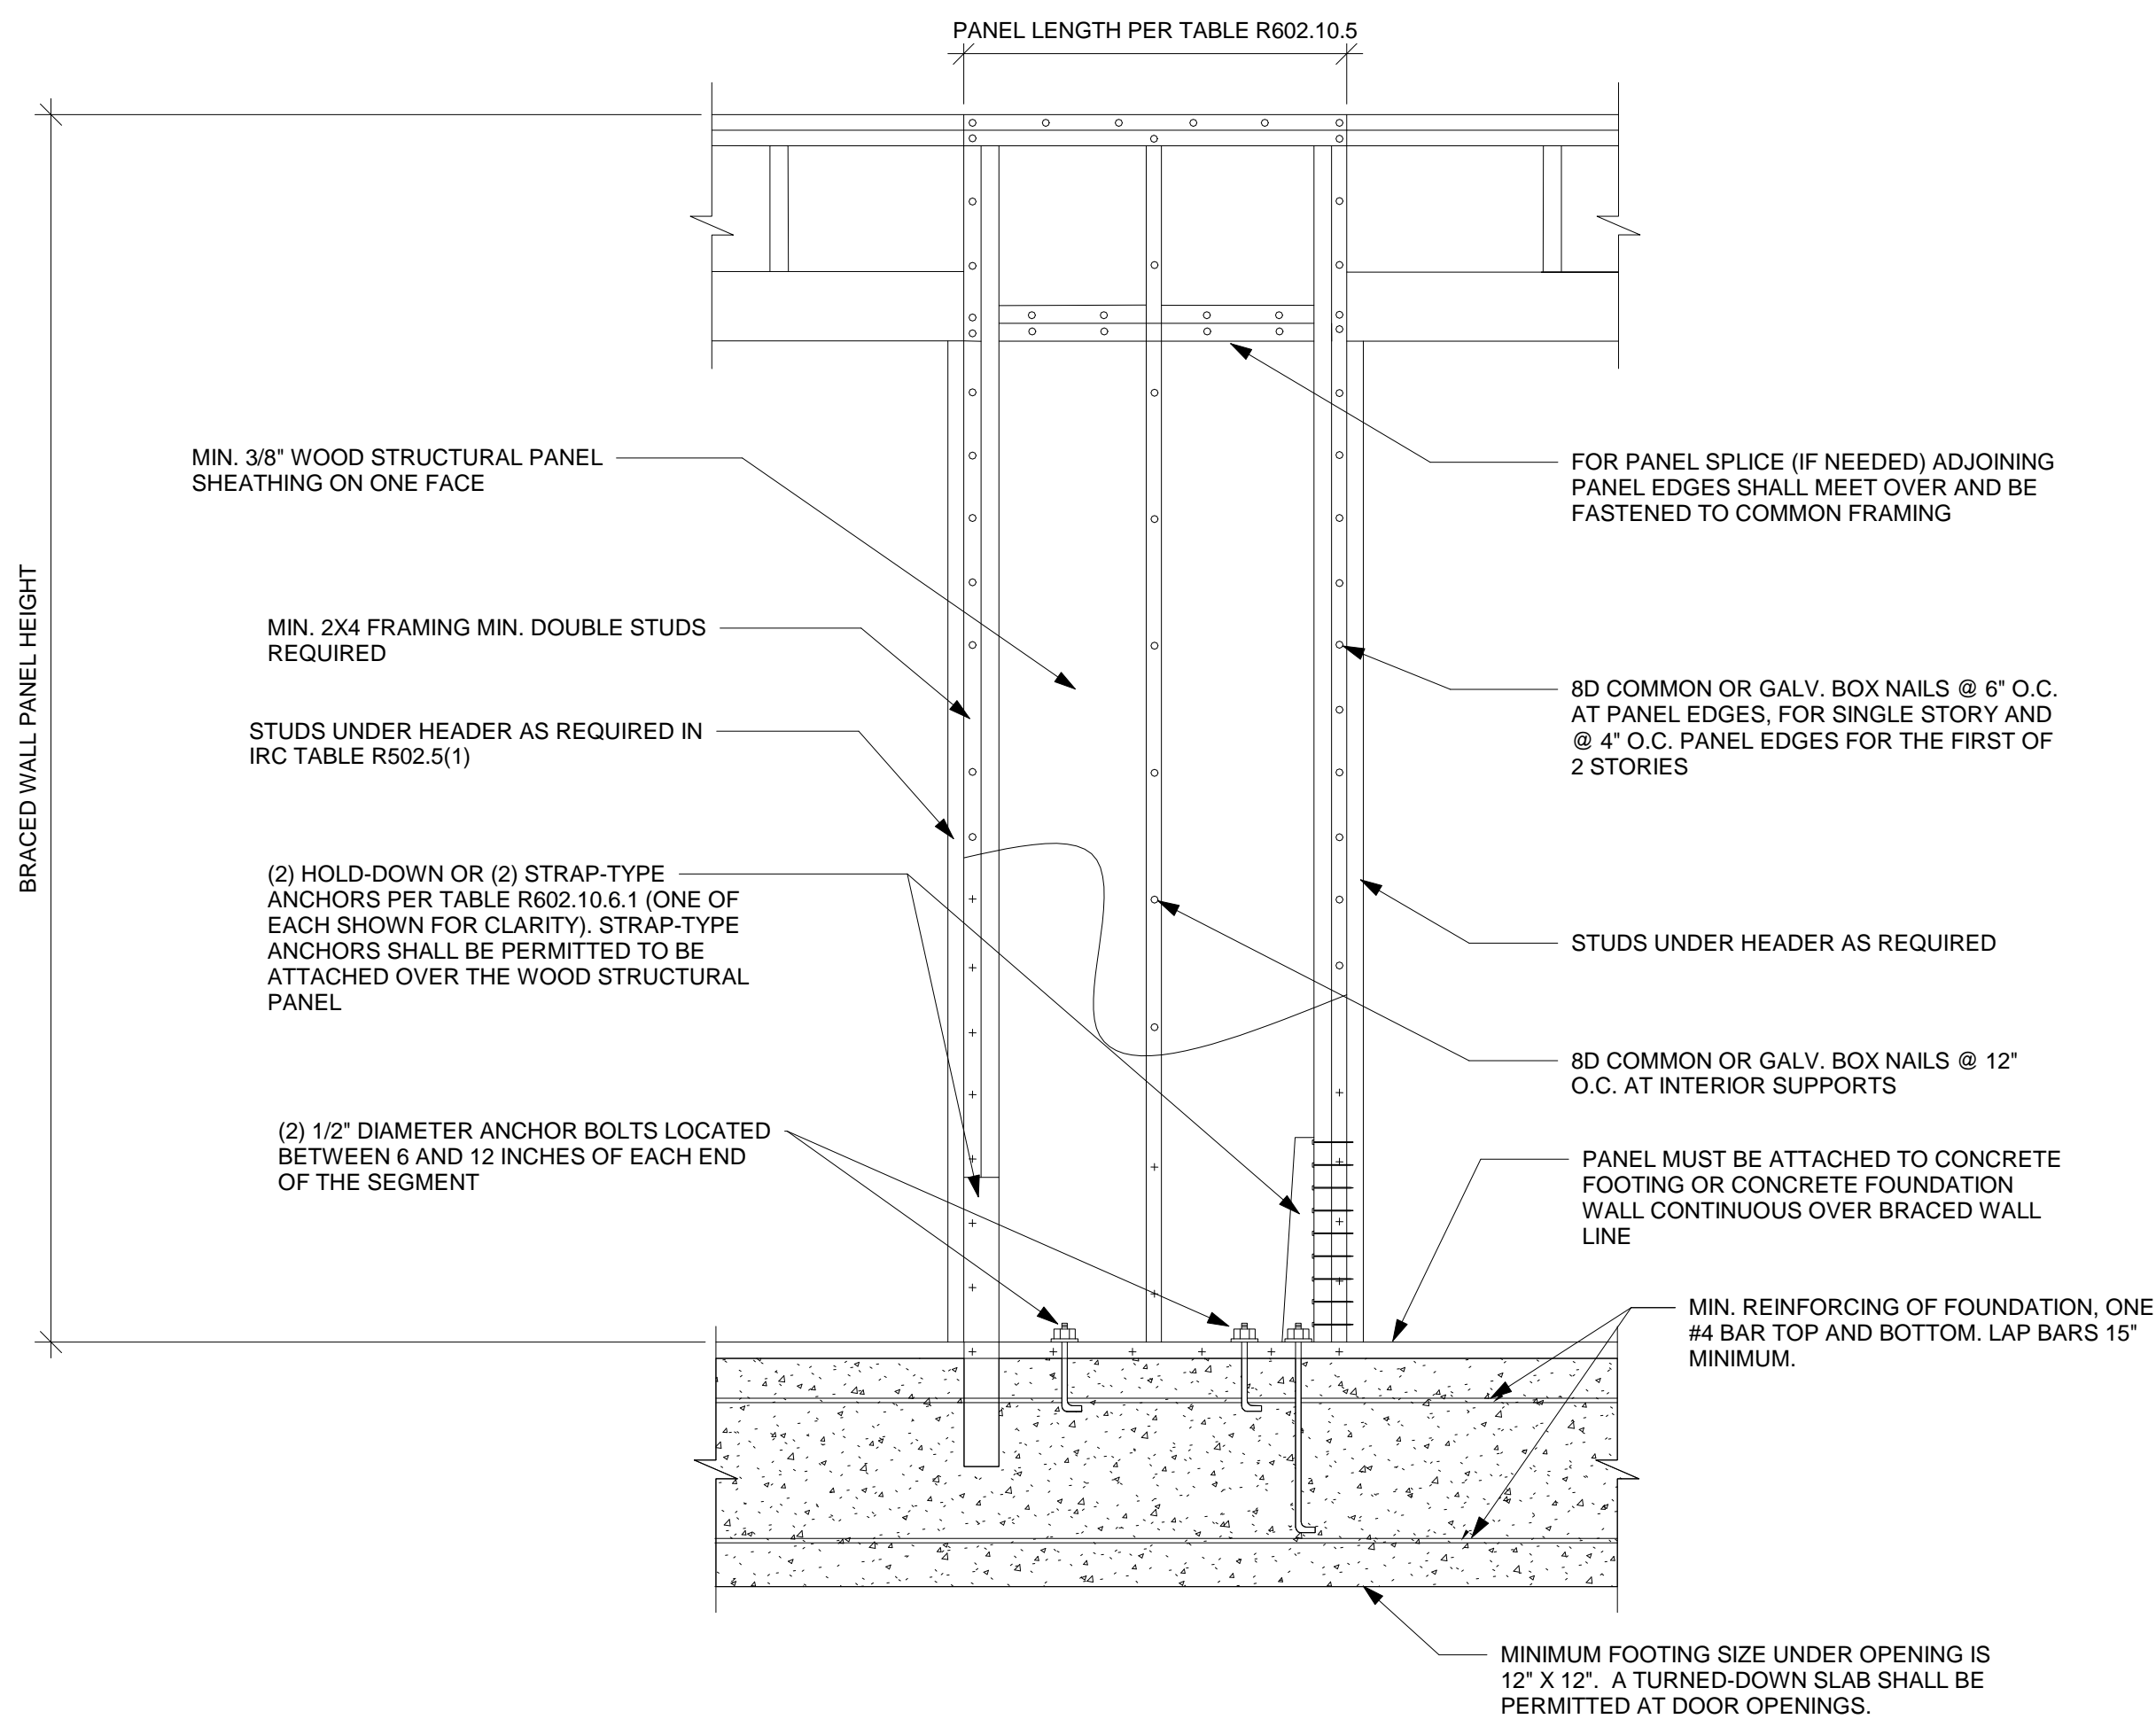 PANEL LENGTH PER TABLE R602.10.5
BRACED WALL PANEL HEIGHT
MIN. 3/8" WOOD STRUCTURAL PANEL
SHEATHING ON ONE FACE
MIN. 2X4 FRAMING MIN. DOUBLE STUDS
REQUIRED
STUDS UNDER HEADER AS REQUIRED IN
IRC TABLE R502.5(1)
(2) HOLD-DOWN OR (2) STRAP-TYPE
ANCHORS PER TABLE R602.10.6.1 (ONE OF
EACH SHOWN FOR CLARITY). STRAP-TYPE
ANCHORS SHALL BE PERMITTED TO BE
ATTACHED OVER THE WOOD STRUCTURAL
PANEL
(2) 1/2" DIAMETER ANCHOR BOLTS LOCATED
BETWEEN 6 AND 12 INCHES OF EACH END
OF THE SEGMENT
FOR PANEL SPLICE (IF NEEDED) ADJOINING
PANEL EDGES SHALL MEET OVER AND BE
FASTENED TO COMMON FRAMING
8D COMMON OR GALV. BOX NAILS @ 6" O.C.
AT PANEL EDGES, FOR SINGLE STORY AND
@ 4" O.C. PANEL EDGES FOR THE FIRST OF
2 STORIES
STUDS UNDER HEADER AS REQUIRED
8D COMMON OR GALV. BOX NAILS @ 12"
O.C. AT INTERIOR SUPPORTS
PANEL MUST BE ATTACHED TO CONCRETE
FOOTING OR CONCRETE FOUNDATION
WALL CONTINUOUS OVER BRACED WALL
LINE
MIN. REINFORCING OF FOUNDATION, ONE
#4 BAR TOP AND BOTTOM. LAP BARS 15"
MINIMUM.
MINIMUM FOOTING SIZE UNDER OPENING IS
12" X 12". A TURNED-DOWN SLAB SHALL BE
PERMITTED AT DOOR OPENINGS.